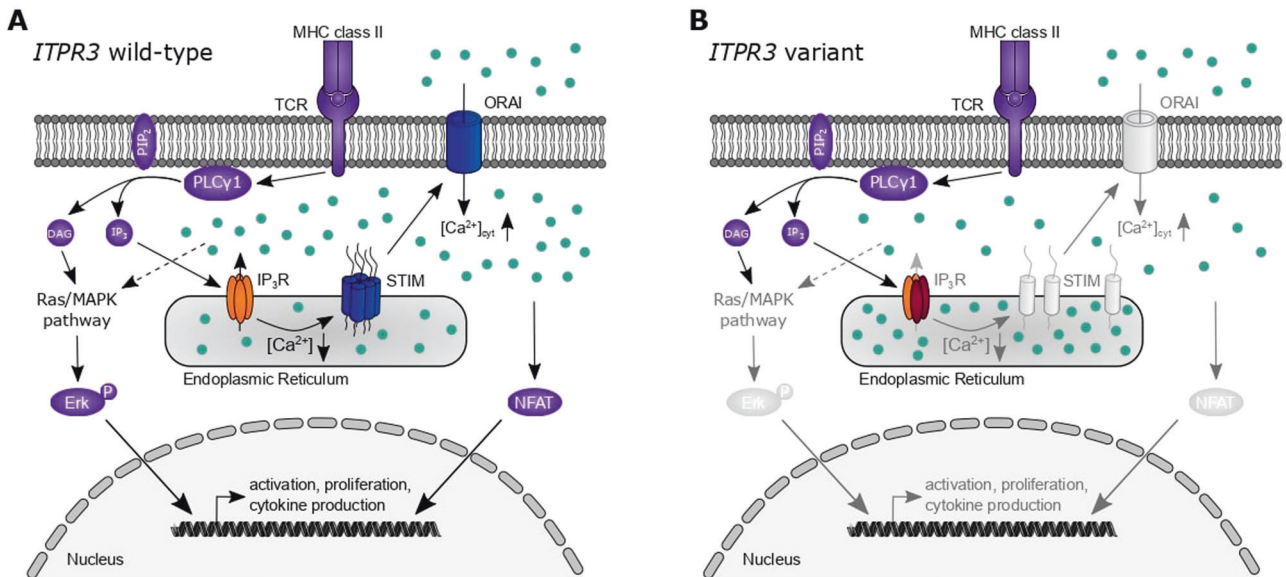 A
ITPR3 wild-type
MHC class II
TCR
ORAI
PIP2
PLCγ1
DAG
IP3
[Ca2+]cyt
IP3R
STIM
Ras/MAPK
pathway
[Ca2+]
Endoplasmic Reticulum
Erk
P
NFAT
activation, proliferation,
cytokine production
Nucleus
B
ITPR3 variant
MHC class II
TCR
ORAI
PIP2
PLCγ1
DAG
IP3
[Ca2+]cyt
IP3R
STIM
Ras/MAPK
pathway
[Ca2+]
Endoplasmic Reticulum
Erk
P
NFAT
activation, proliferation,
cytokine production
Nucleus